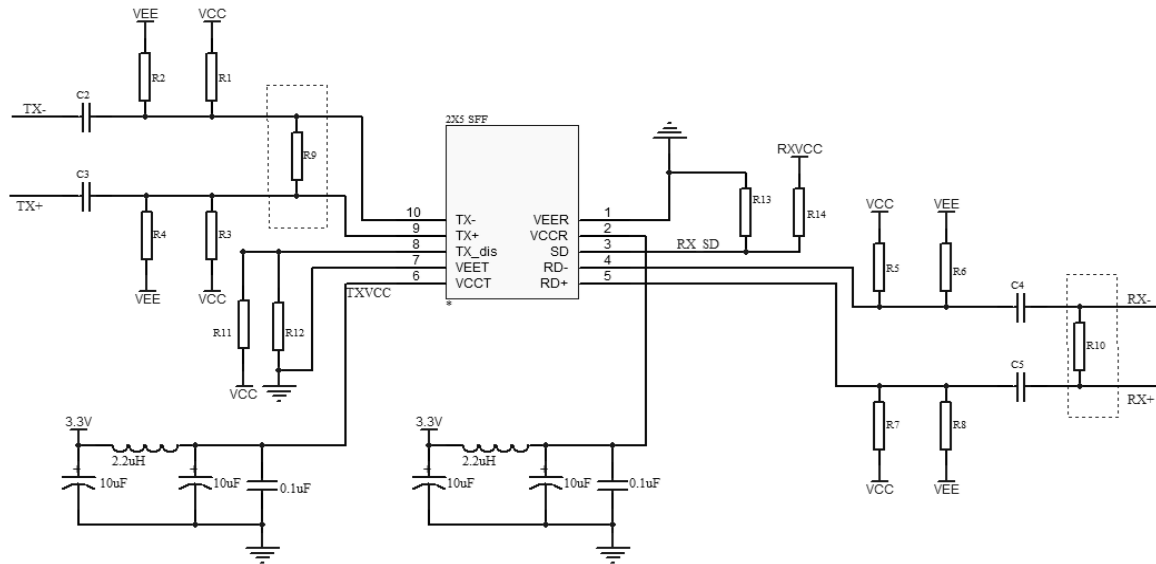 VEE VCC
R2 R1
C2
TX-
R9
C3
TX+
R4 R3
VEE VCC
2X5 SFF
10 TX- VEER 1
9 TX+ VCCR 2
8 TX_dis SD 3
7 VEET RD- 4
6 VCCT RD+ 5
*
TXVCC
R11 R12
VCC
RXVCC
R13 R14
RX_SD
VCC VEE
R5 R6
C4
RX-
R10
C5
RX+
R7 R8
VCC VEE
3.3V
2.2uH
+ +
10uF 10uF 0.1uF
3.3V
2.2uH
+ +
10uF 10uF 0.1uF